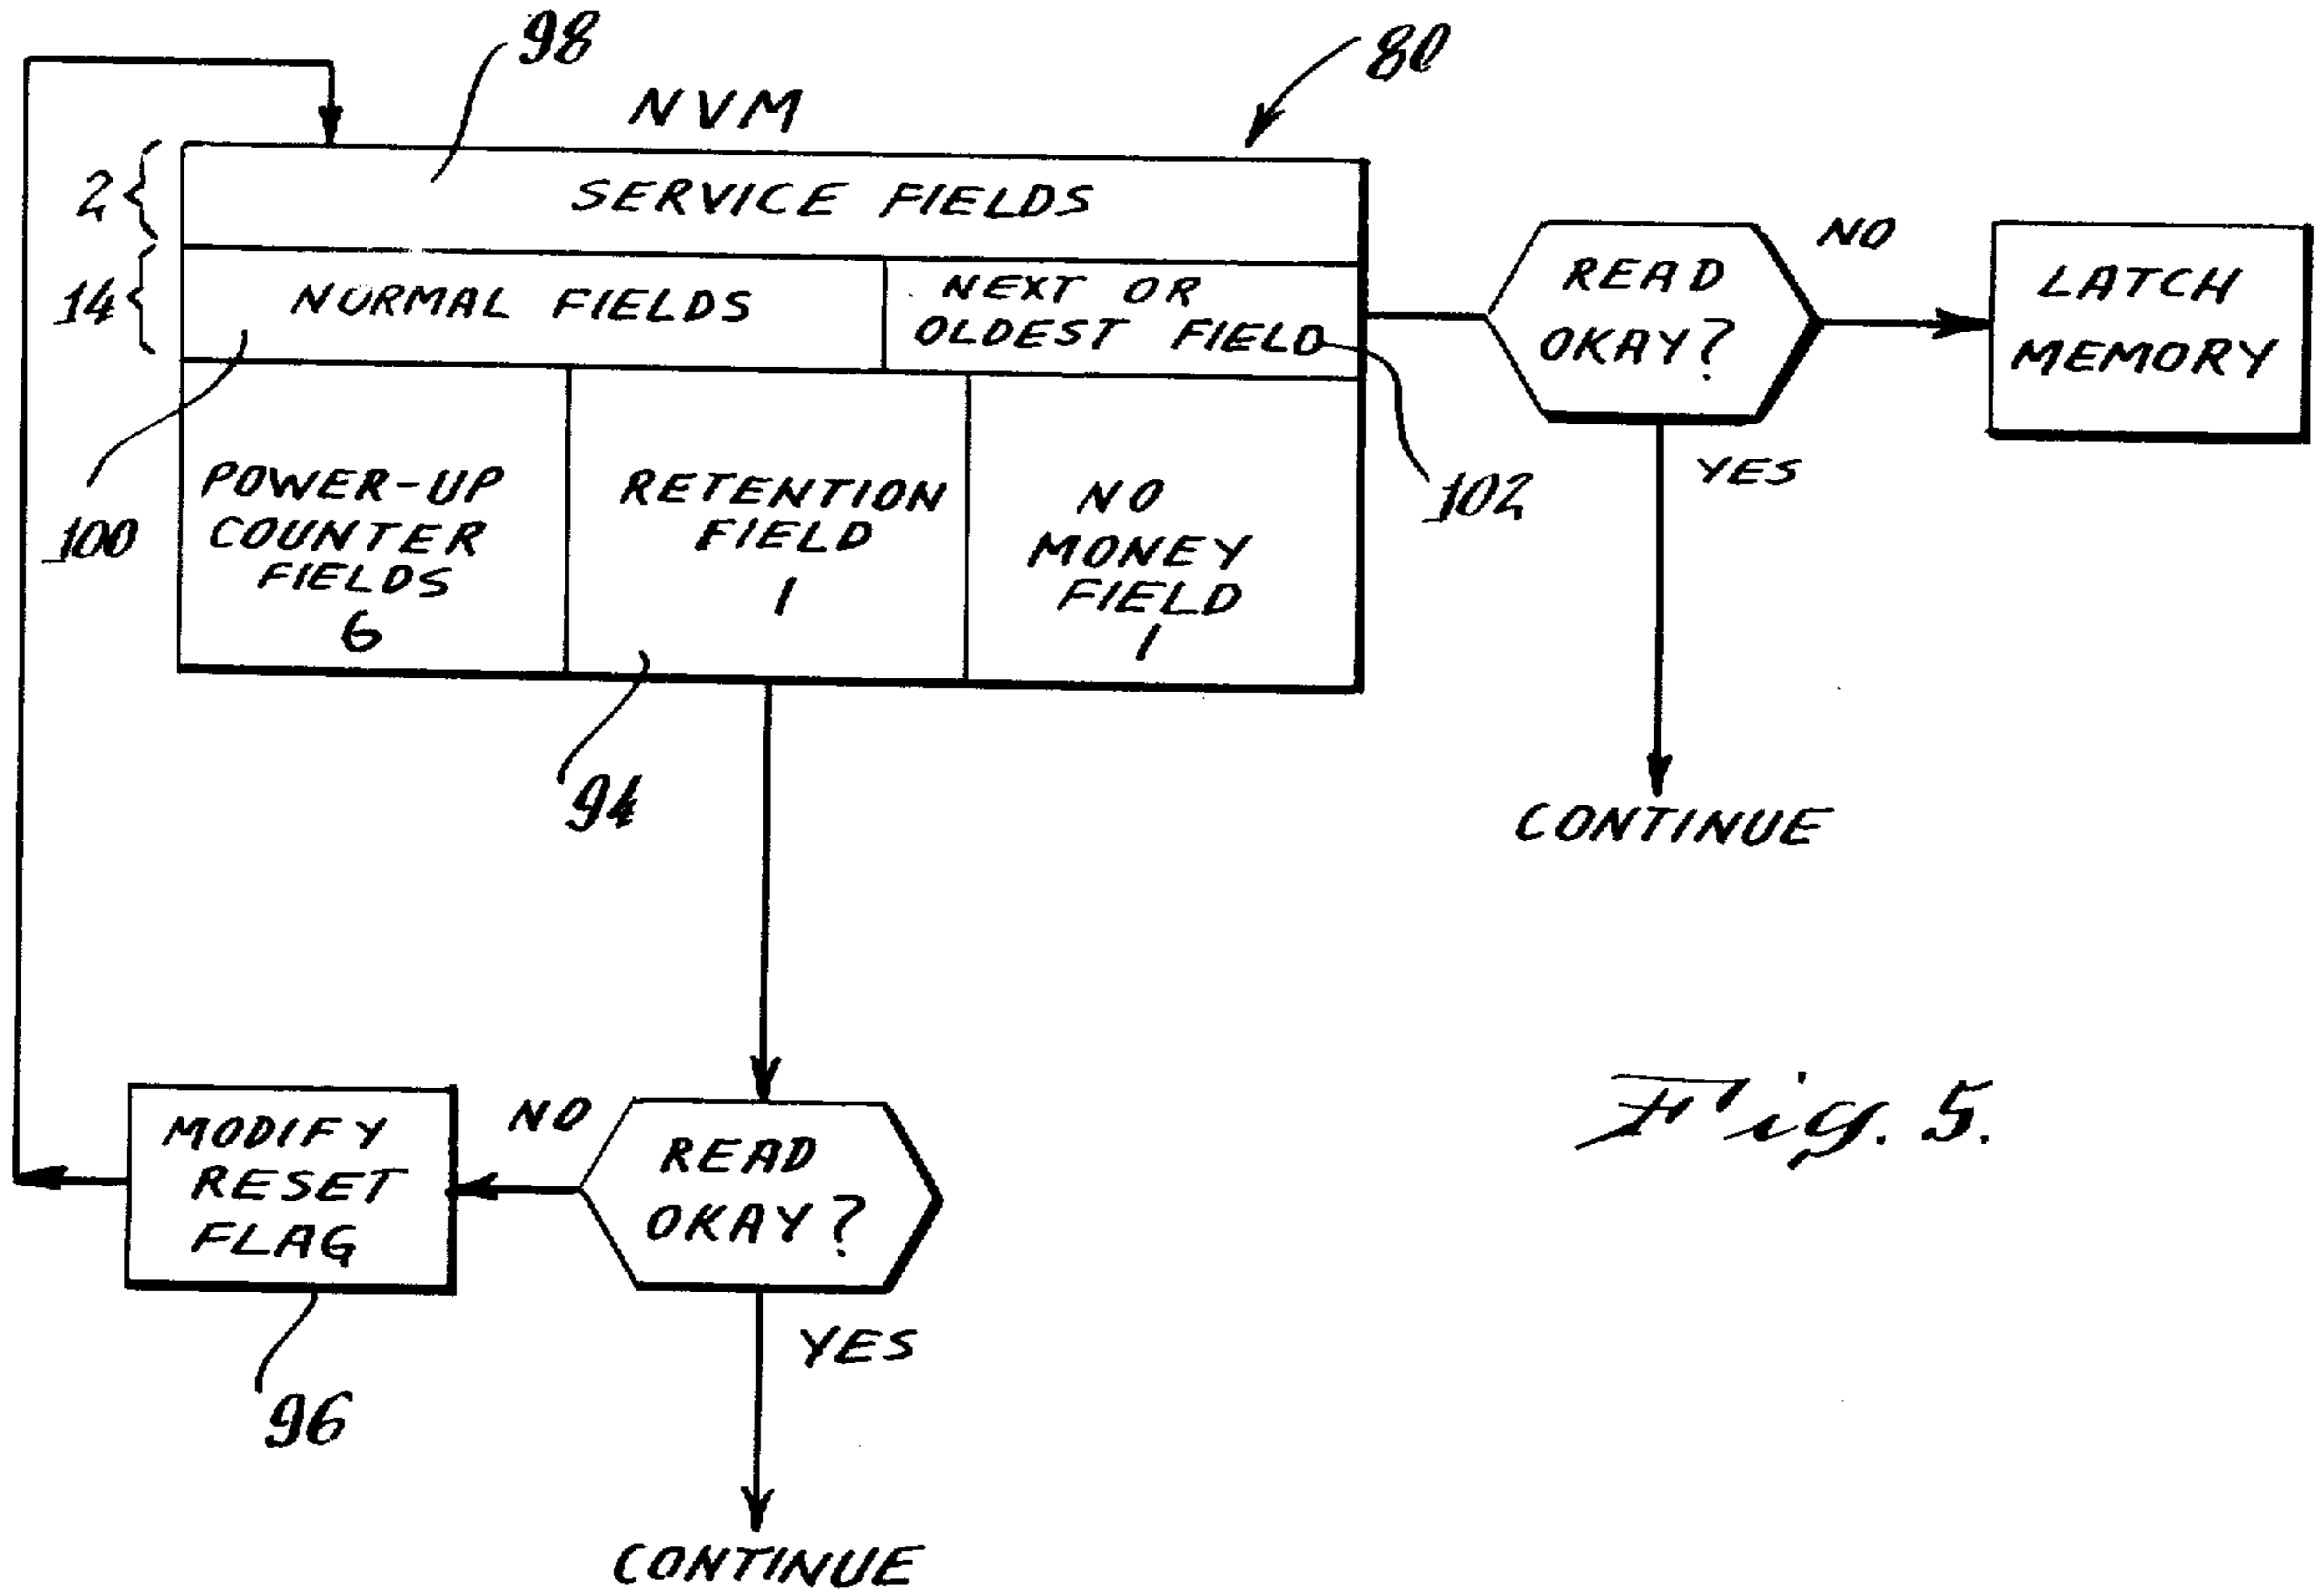 98
80
NVM
2
SERVICE FIELDS
14
NORMAL FIELDS
NEXT OR
OLDEST FIELD
READ
OKAY?
NO
LATCH
MEMORY
YES
CONTINUE
100
102
POWER-UP
COUNTER
FIELDS
6
RETENTION
FIELD
1
NO
MONEY
FIELD
1
94
MODIFY
RESET
FLAG
NO
READ
OKAY?
96
YES
CONTINUE
Fig. 5.